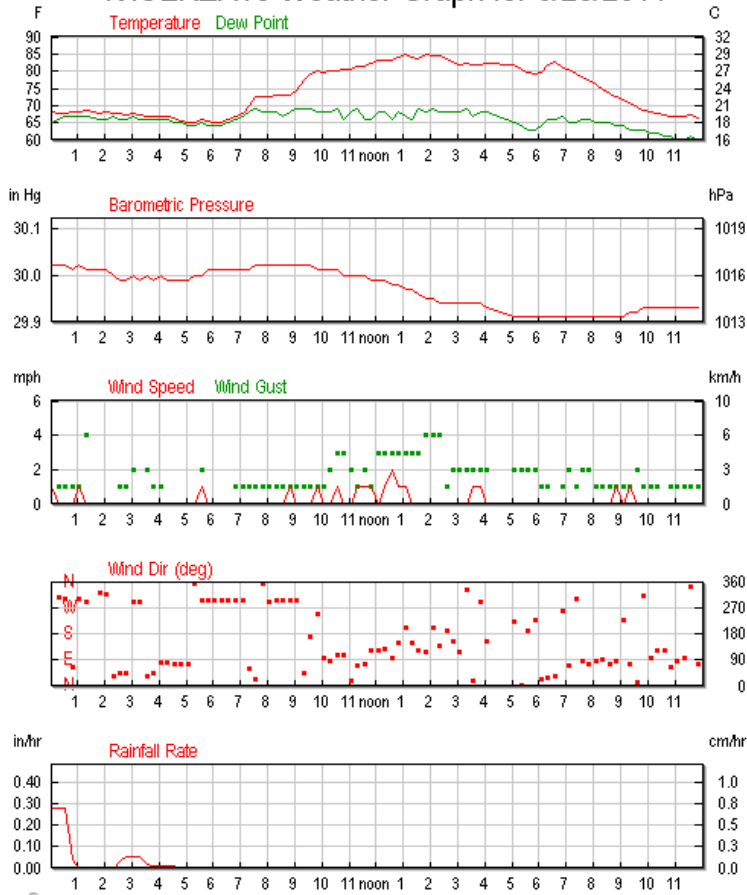 Weather Graph for
F Temperature Dew Point C
90 32
85 29
80 27
75 24
70 21
65 18
60 16
1 2 3 4 5 6 7 8 9 10 11 noon 1 2 3 4 5 6 7 8 9 10 11
in Hg Barometric Pressure hPa
30.1 1019
30.0 1016
29.9 1013
1 2 3 4 5 6 7 8 9 10 11 noon 1 2 3 4 5 6 7 8 9 10 11
mph Wind Speed Wind Gust km/h
6 10
4 6
2 3
0 0
1 2 3 4 5 6 7 8 9 10 11 noon 1 2 3 4 5 6 7 8 9 10 11
Wind Dir (deg)
N 360
W 270
S 180
E 90
N 0
1 2 3 4 5 6 7 8 9 10 11 noon 1 2 3 4 5 6 7 8 9 10 11
in/hr Rainfall Rate cm/hr
0.40 1.0
0.30 0.8
0.20 0.5
0.10 0.3
0.00 0.0
1 2 3 4 5 6 7 8 9 10 11 noon 1 2 3 4 5 6 7 8 9 10 11